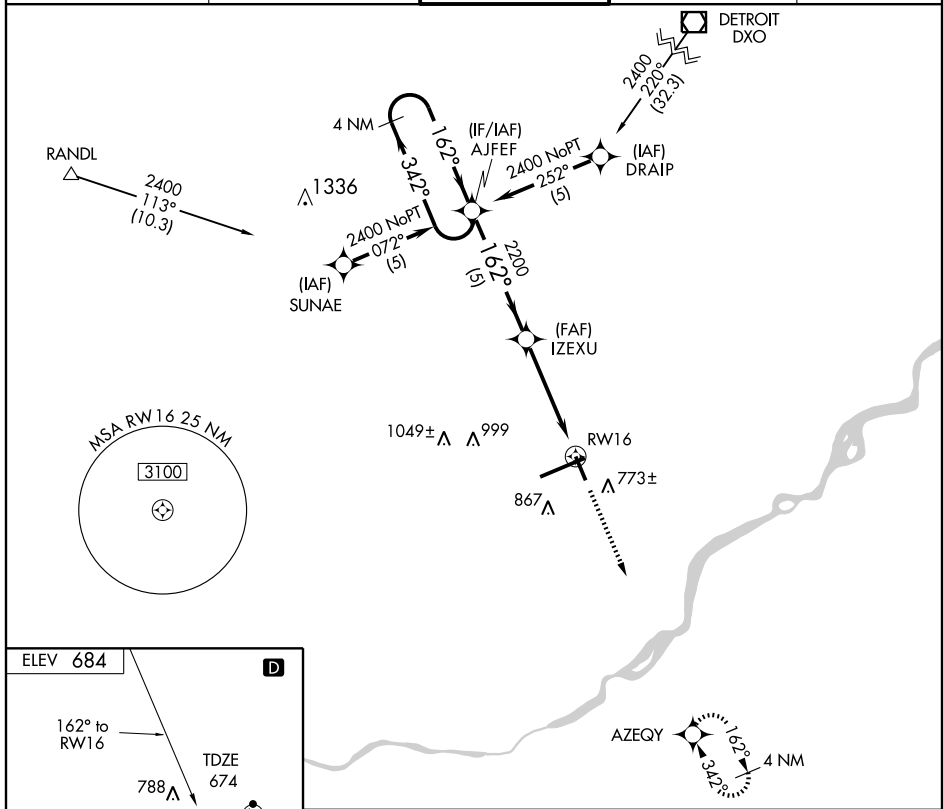 DETROIT
DXO
2400
220°
(32.3)
4 NM
162°
342°
(IF/IAF)
AJFEF
2400 NoPT
252°
(5)
(IAF)
DRAIP
RANDL
2400
113°
(10.3)
1336
2400 NoPT
072°
(5)
(IAF)
SUNAE
2200
162°
(5)
(FAF)
IZEXU
MSA RW16 25 NM
3100
1049±
999
RW16
867
773±
ELEV 684
D
162° to
RW16
TDZE
674
788
AZEQY
162°
342°
4 NM